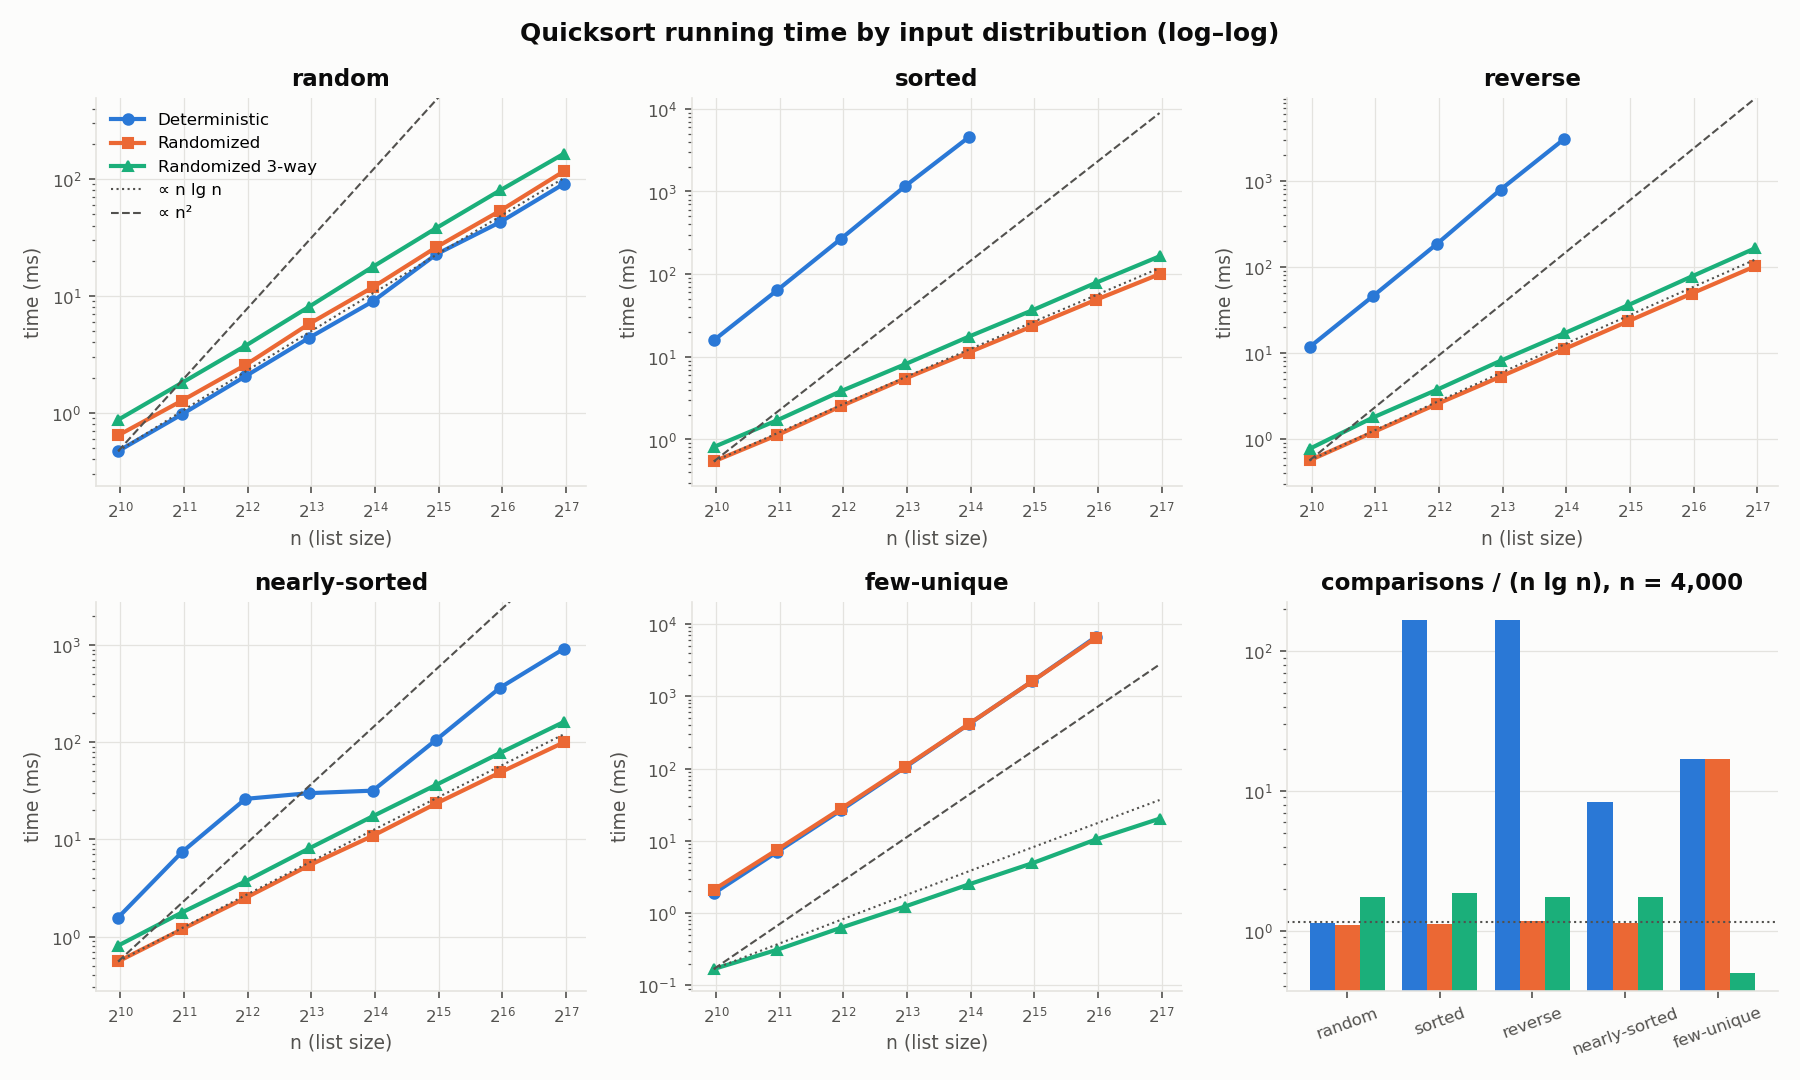 Quicksort running time by input distribution (log–log)
random
Deterministic
Randomized
Randomized 3-way
∝ n lg n
∝ n²
time (ms)
10²
10¹
10⁰
2¹⁰ 2¹¹ 2¹² 2¹³ 2¹⁴ 2¹⁵ 2¹⁶ 2¹⁷
n (list size)
sorted
time (ms)
10⁴
10³
10²
10¹
10⁰
2¹⁰ 2¹¹ 2¹² 2¹³ 2¹⁴ 2¹⁵ 2¹⁶ 2¹⁷
n (list size)
reverse
time (ms)
10³
10²
10¹
10⁰
2¹⁰ 2¹¹ 2¹² 2¹³ 2¹⁴ 2¹⁵ 2¹⁶ 2¹⁷
n (list size)
nearly-sorted
time (ms)
10³
10²
10¹
10⁰
2¹⁰ 2¹¹ 2¹² 2¹³ 2¹⁴ 2¹⁵ 2¹⁶ 2¹⁷
n (list size)
few-unique
time (ms)
10⁴
10³
10²
10¹
10⁰
10⁻¹
2¹⁰ 2¹¹ 2¹² 2¹³ 2¹⁴ 2¹⁵ 2¹⁶ 2¹⁷
n (list size)
comparisons / (n lg n), n = 4,000
10²
10¹
10⁰
random sorted reverse nearly-sorted few-unique